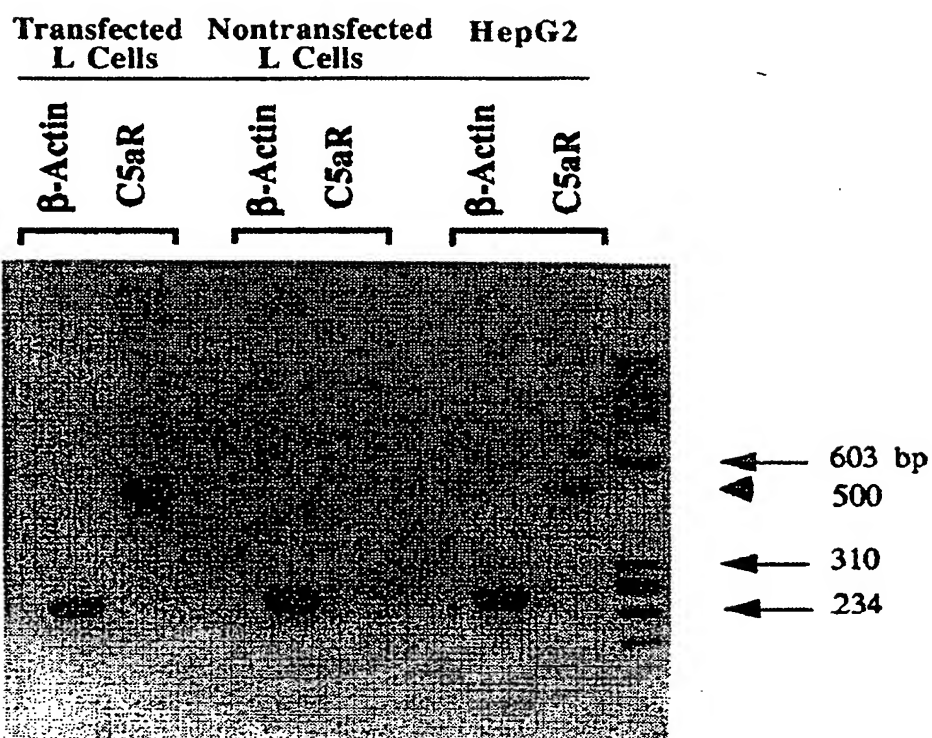 Transfected Nontransfected HepG2
L Cells L Cells
β-Actin C5aR β-Actin C5aR β-Actin C5aR
603 bp
500
310
234